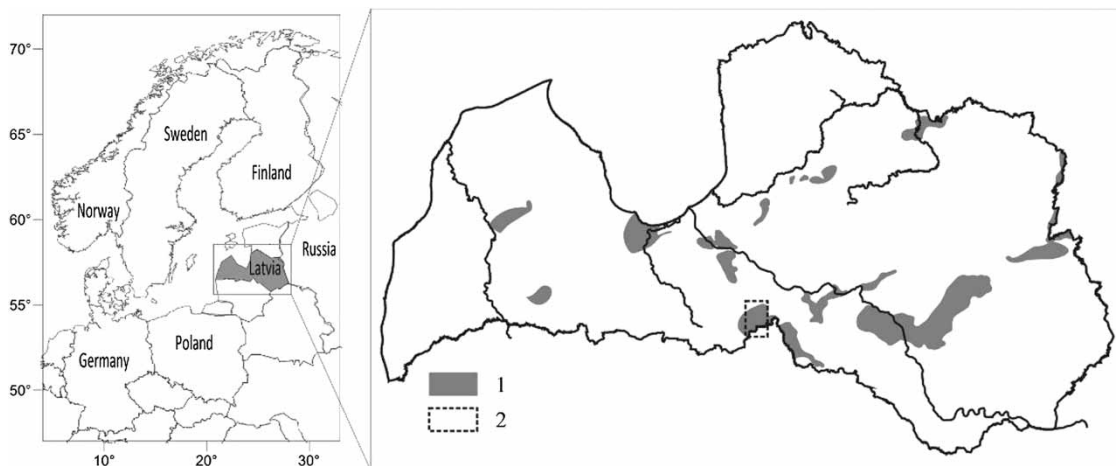 70°
65°
60°
55°
50°
10°
20°
30°
Sweden
Finland
Norway
Russia
Latvia
Poland
Germany
1
2